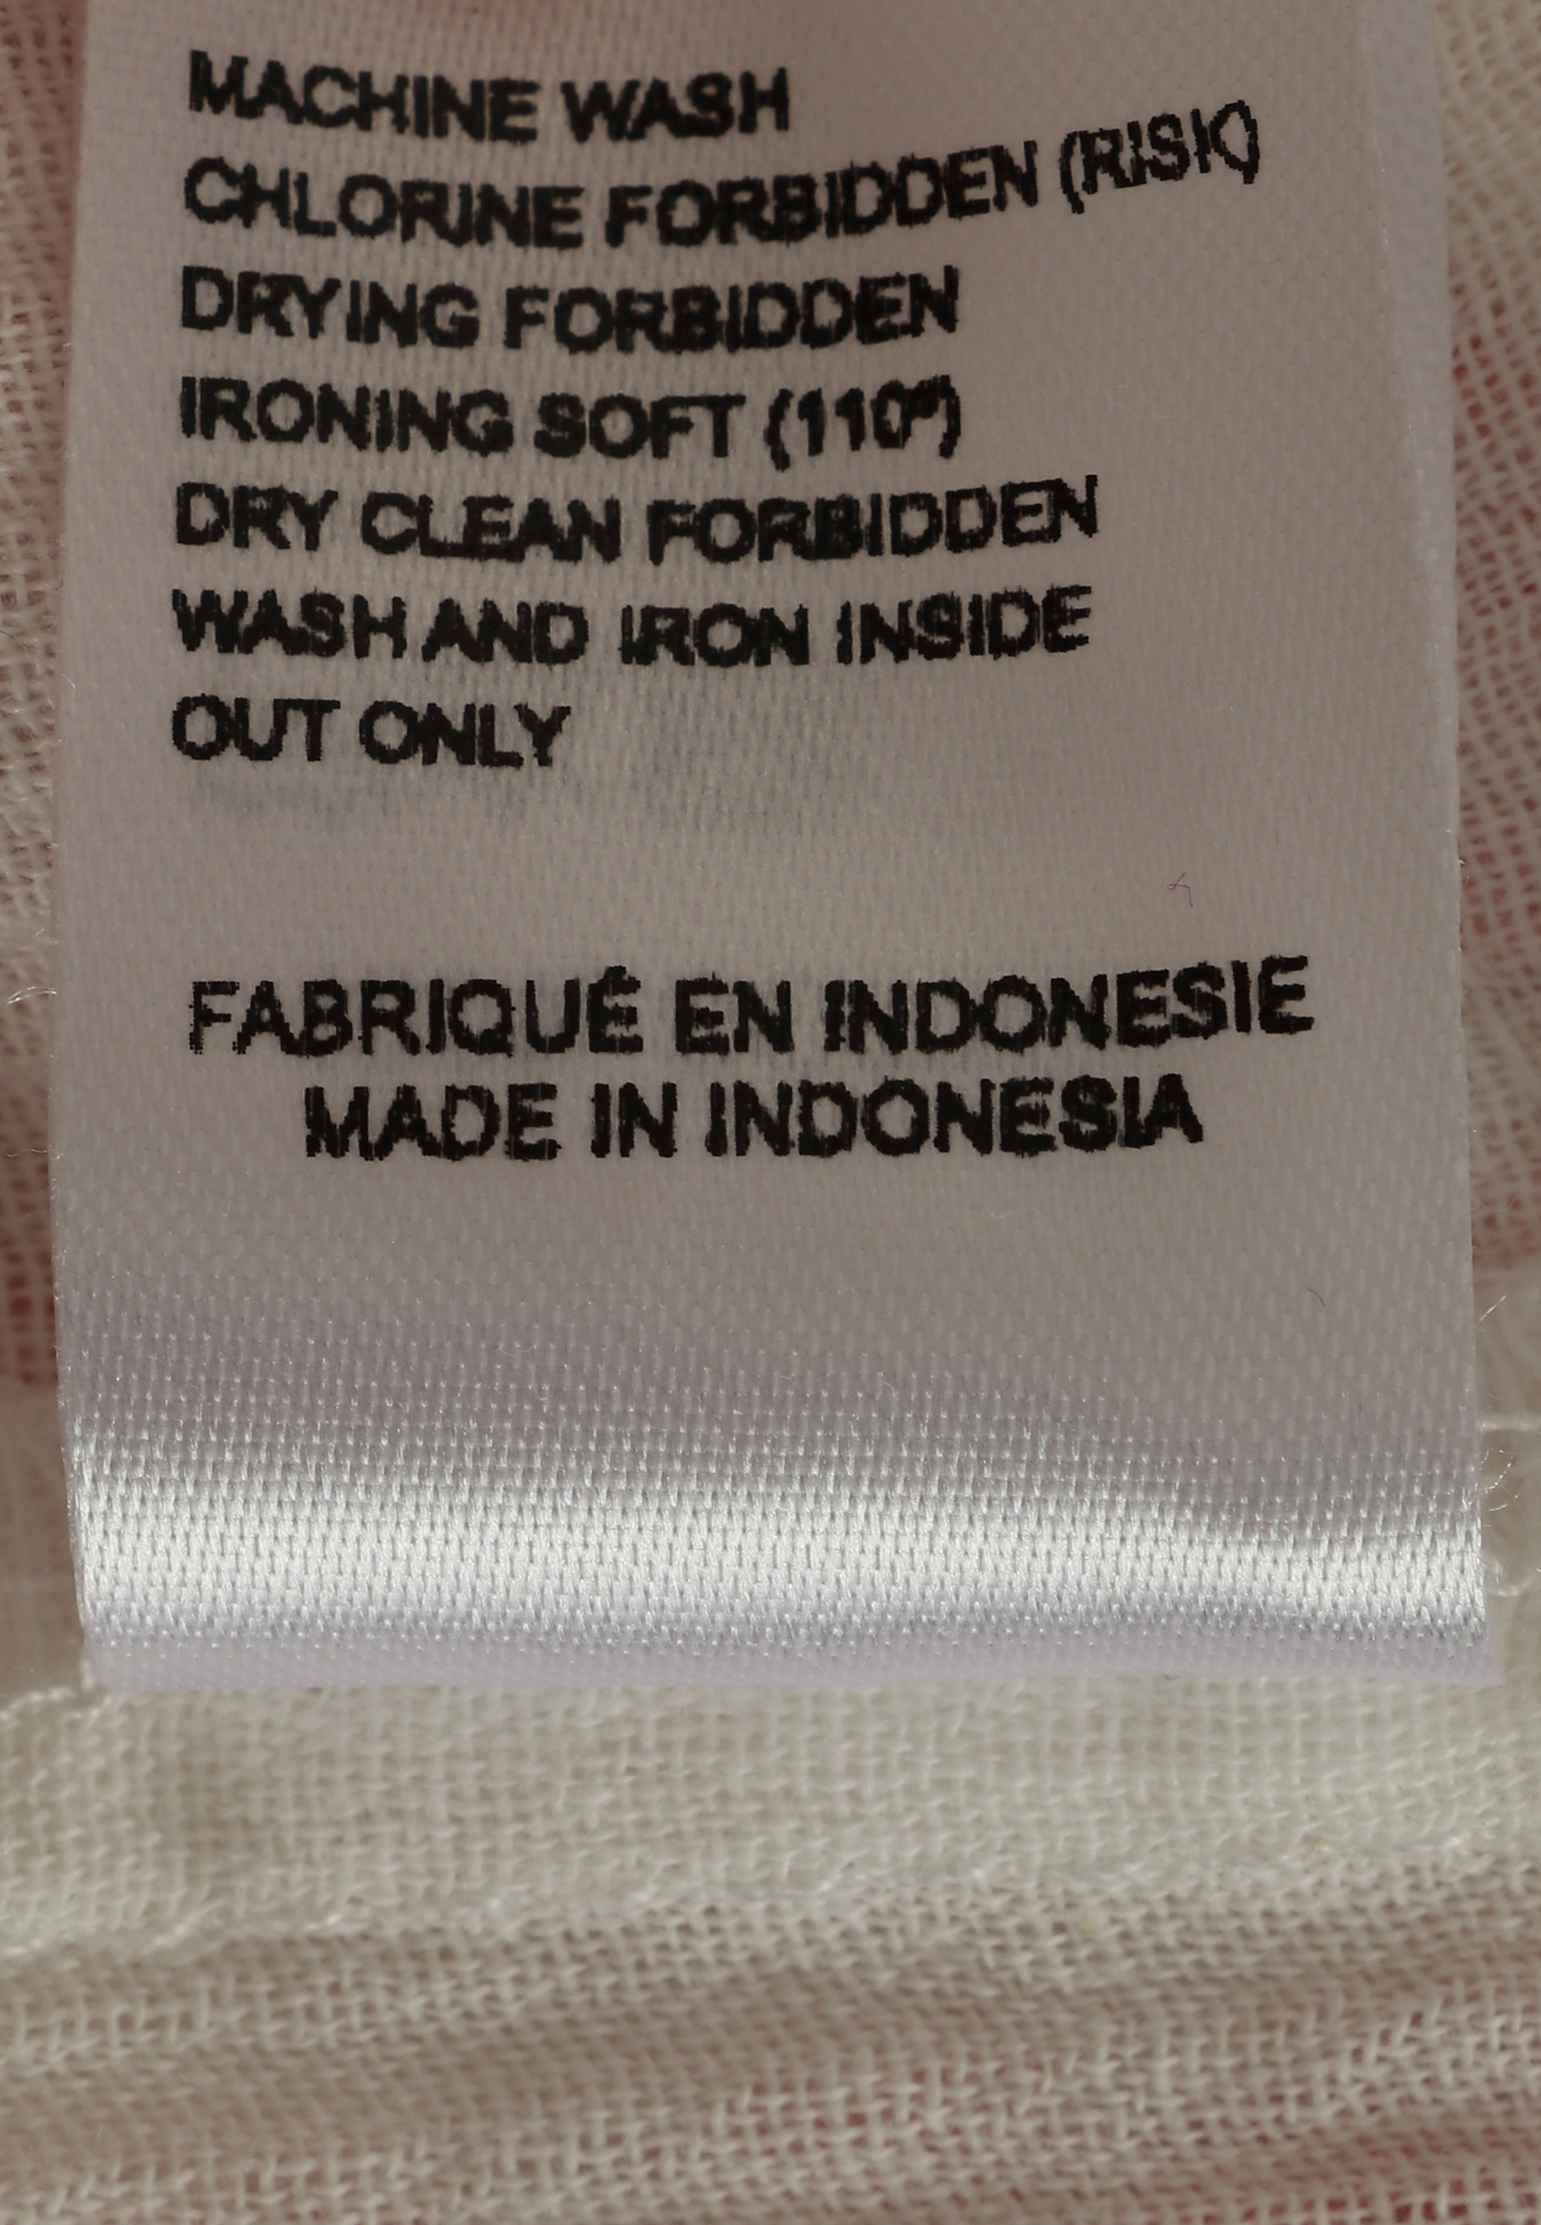 MACHINE WASH
CHLORINE FORBIDDEN (RISK)
DRYING FORBIDDEN
IRONING SOFT (110º)
DRY CLEAN FORBIDDEN
WASH AND IRON INSIDE
OUT ONLY
FABRIQUÉ EN INDONESIE
MADE IN INDONESIA